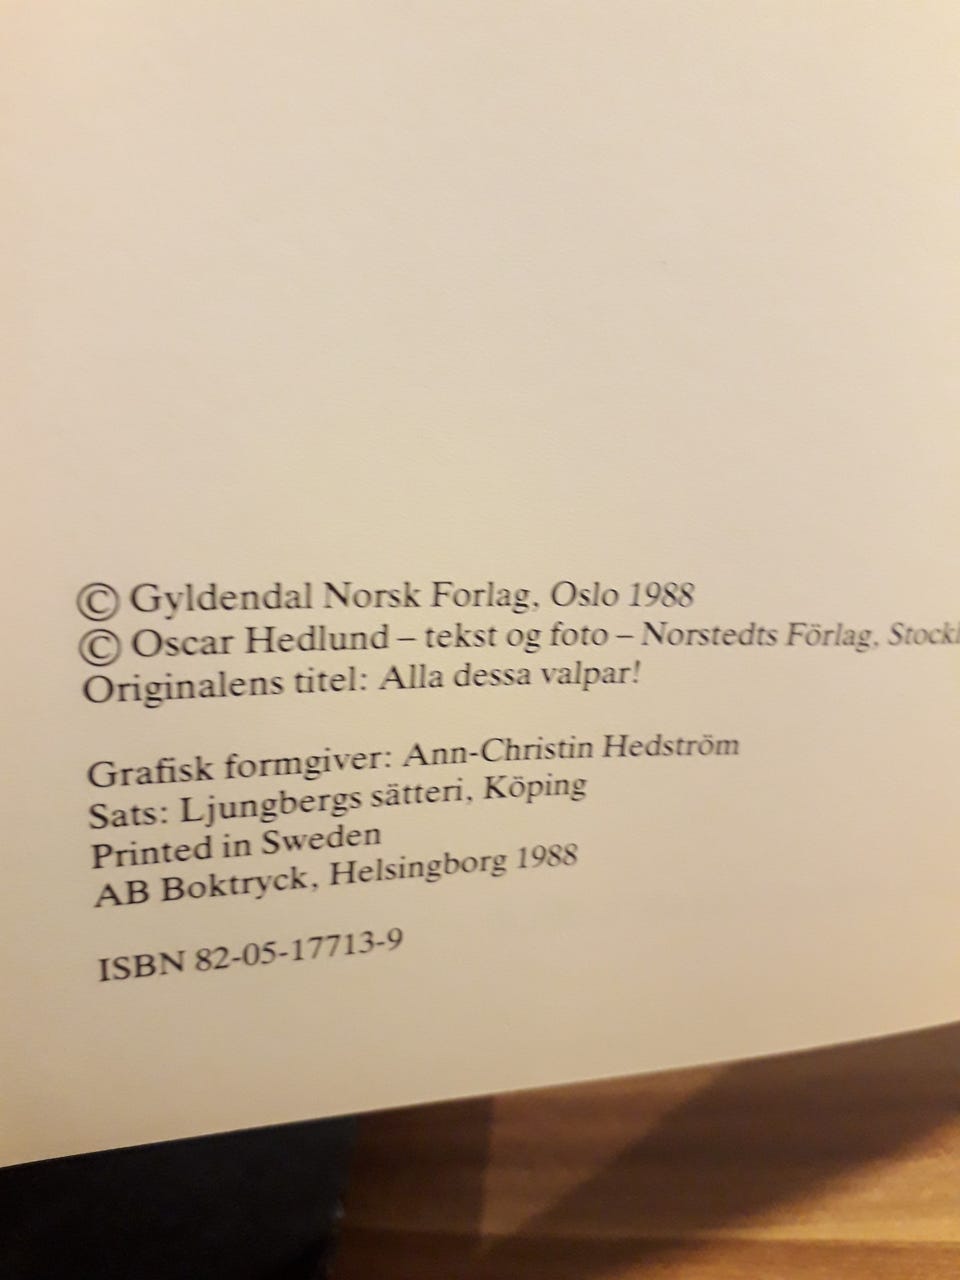 © Gyldendal Norsk Forlag, Oslo 1988
© Oscar Hedlund – tekst og foto – Norstedts Förlag,
Originalens titel: Alla dessa valpar!
Grafisk formgiver: Ann-Christin Hedström
Sats: Ljungbergs sätteri, Köping
Printed in Sweden
AB Boktryck, Helsingborg 1988
ISBN 82-05-17713-9